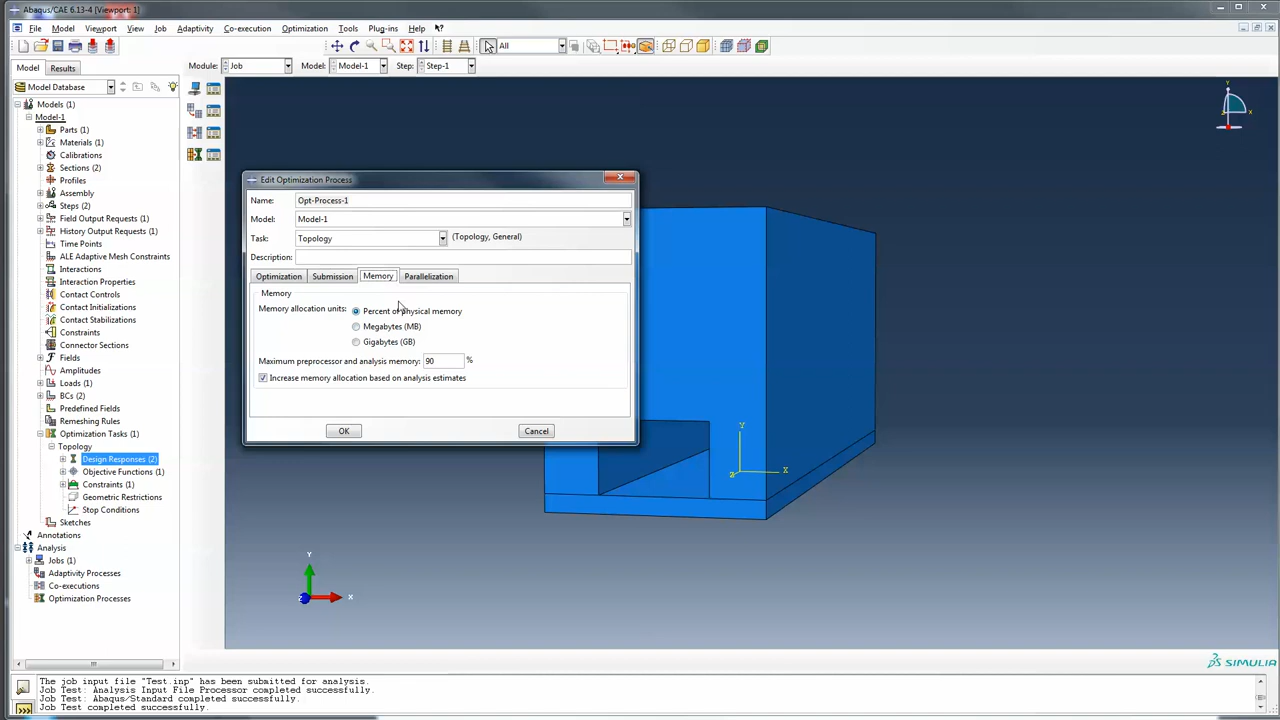 Abaqus/CAE 6.13-4 [Viewport: 1]
File Model Viewport View Job Adaptivity Co-execution Optimization Tools Plug-ins Help
All
Module: Job Model: Model-1 Step: Step-1
Model Results
Model Database
Models (1)
Model-1
Parts (1)
Materials (1)
Calibrations
Sections (2)
Profiles
Assembly
Steps (2)
Field Output Requests (1)
History Output Requests (1)
Time Points
ALE Adaptive Mesh Constraints
Interactions
Interaction Properties
Contact Controls
Contact Initializations
Contact Stabilizations
Constraints
Connector Sections
Fields
Amplitudes
Loads (1)
BCs (2)
Predefined Fields
Remeshing Rules
Optimization Tasks (1)
Topology
Design Responses (2)
Objective Functions (1)
Constraints (1)
Geometric Restrictions
Stop Conditions
Sketches
Annotations
Analysis
Jobs (1)
Adaptivity Processes
Co-executions
Optimization Processes
Edit Optimization Process
Name: Opt-Process-1
Model: Model-1
Task: Topology (Topology, General)
Description:
Optimization Submission Memory Parallelization
Memory
Memory allocation units: Percent of physical memory
Megabytes (MB)
Gigabytes (GB)
Maximum preprocessor and analysis memory: 90 %
Increase memory allocation based on analysis estimates
OK Cancel
Y
X
Z
Y
X
Z
Y
X
SIMULIA
The job input file "Test.inp" has been submitted for analysis.
Job Test: Analysis Input File Processor completed successfully.
Job Test: Abaqus/Standard completed successfully.
Job Test completed successfully.